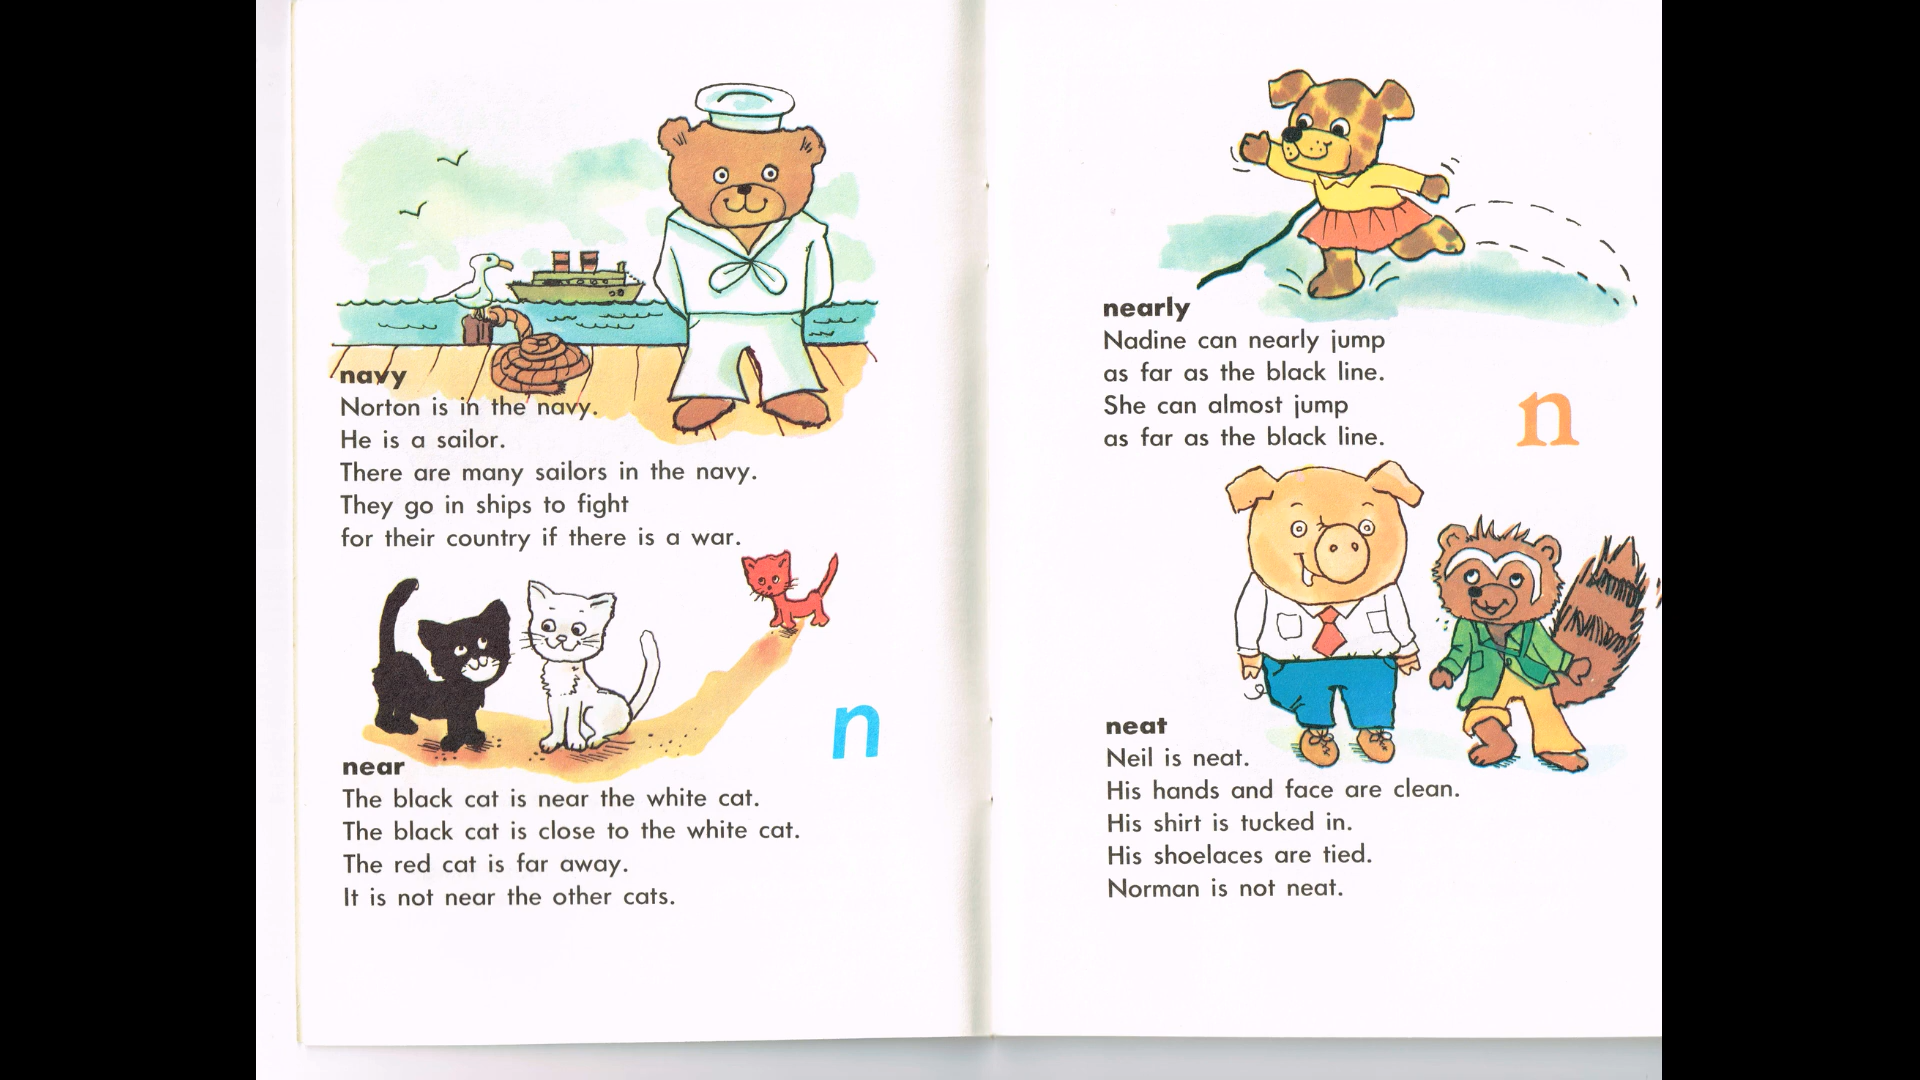 navy
Norton is in the navy.
He is a sailor.
There are many sailors in the navy.
They go in ships to fight
for their country if there is a war.
n
near
The black cat is near the white cat.
The black cat is close to the white cat.
The red cat is far away.
It is not near the other cats.
nearly
Nadine can nearly jump
as far as the black line.
She can almost jump
as far as the black line.
n
neat
Neil is neat.
His hands and face are clean.
His shirt is tucked in.
His shoelaces are tied.
Norman is not neat.